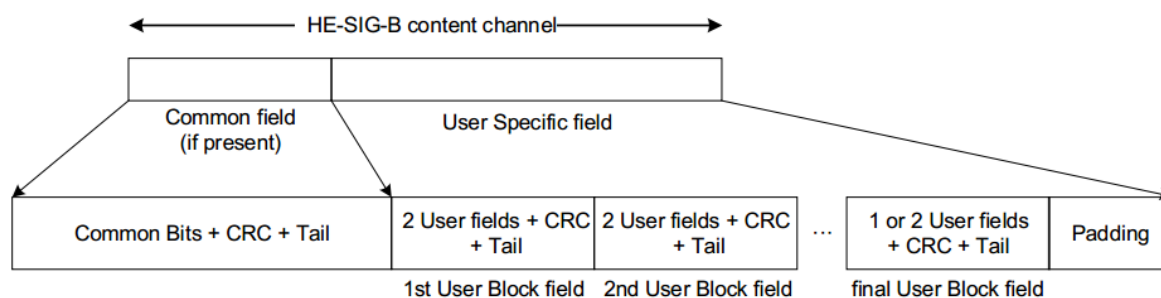 HE-SIG-B content channel
Common field
(if present)
User Specific field
Common Bits + CRC + Tail
2 User fields + CRC
+ Tail
2 User fields + CRC
+ Tail
...
1 or 2 User fields
+ CRC + Tail
Padding
1st User Block field
2nd User Block field
final User Block field